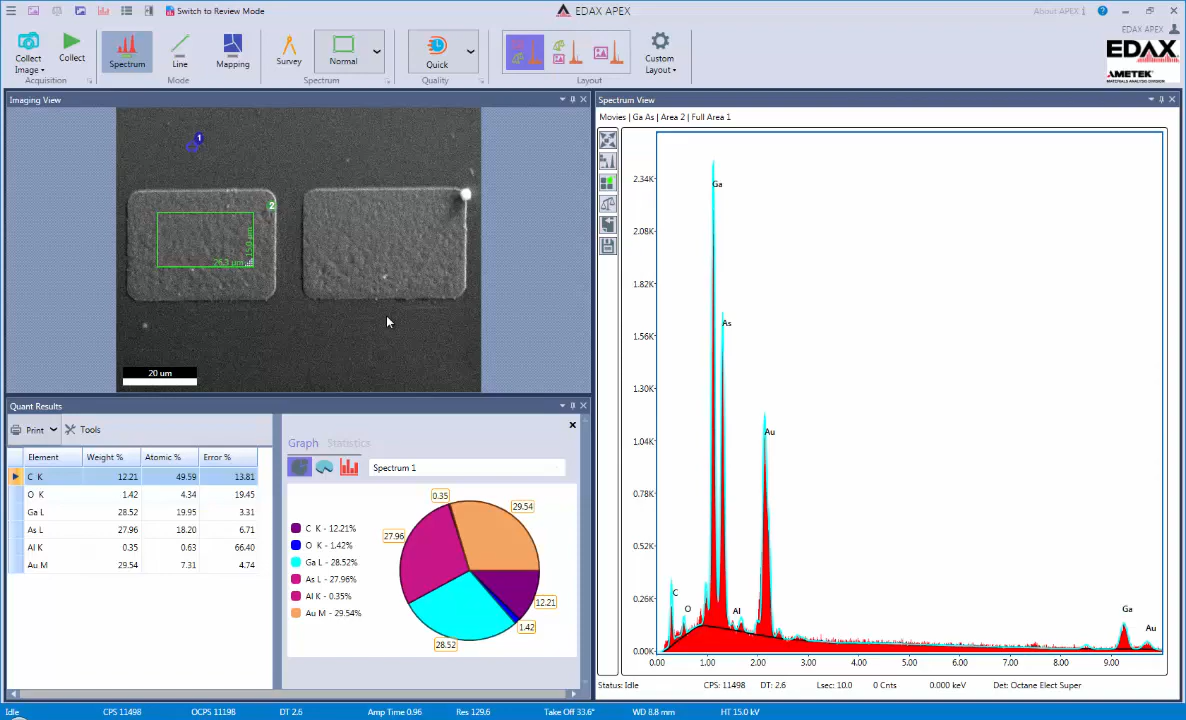 Switch to Review Mode
EDAX APEX
About APEX
EDAX APEX
Collect Image
Collect
Acquisition
Spectrum
Line
Mapping
Mode
Survey
Normal
Spectrum
Quick
Quality
Layout
Custom Layout
EDAX
AMETEK
MATERIALS ANALYSIS DIVISION
Imaging View
1
2
15.0 µm
26.3 µm
20 um
Quant Results
Print
Tools
Element Weight % Atomic % Error %
C K 12.21 49.59 13.81
O K 1.42 4.34 19.45
Ga L 28.52 19.95 3.31
As L 27.96 18.20 6.71
Al K 0.35 0.63 66.40
Au M 29.54 7.31 4.74
Graph Statistics
Spectrum 1
C K - 12.21%
O K - 1.42%
Ga L - 28.52%
As L - 27.96%
Al K - 0.35%
Au M - 29.54%
0.35
29.54
27.96
12.21
1.42
28.52
Spectrum View
Movies | Ga As | Area 2 | Full Area 1
2.34K
2.08K
1.82K
1.56K
1.30K
1.04K
0.78K
0.52K
0.26K
0.00K
Ga
As
Au
C
O
Al
Ga
Au
0.00 1.00 2.00 3.00 4.00 5.00 6.00 7.00 8.00 9.00
Status: Idle CPS: 11498 DT: 2.6 Lsec: 10.0 0 Cnts 0.000 keV Det: Octane Elect Super
Idle CPS 11498 OCPS 11198 DT 2.6 Amp Time 0.96 Res 129.6 Take Off 33.6° WD 8.8 mm HT 15.0 kV